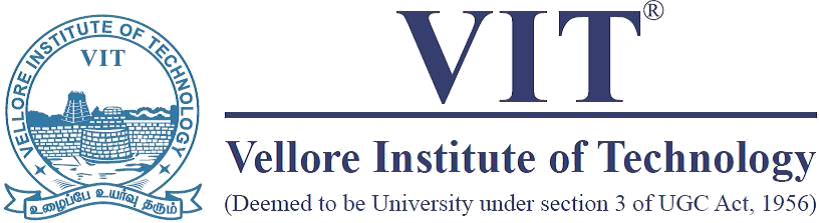 VELLORE INSTITUTE OF TECHNOLOGY
VIT
உழைப்பே உயர்வு தரும்
VIT®
Vellore Institute of Technology
(Deemed to be University under section 3 of UGC Act, 1956)